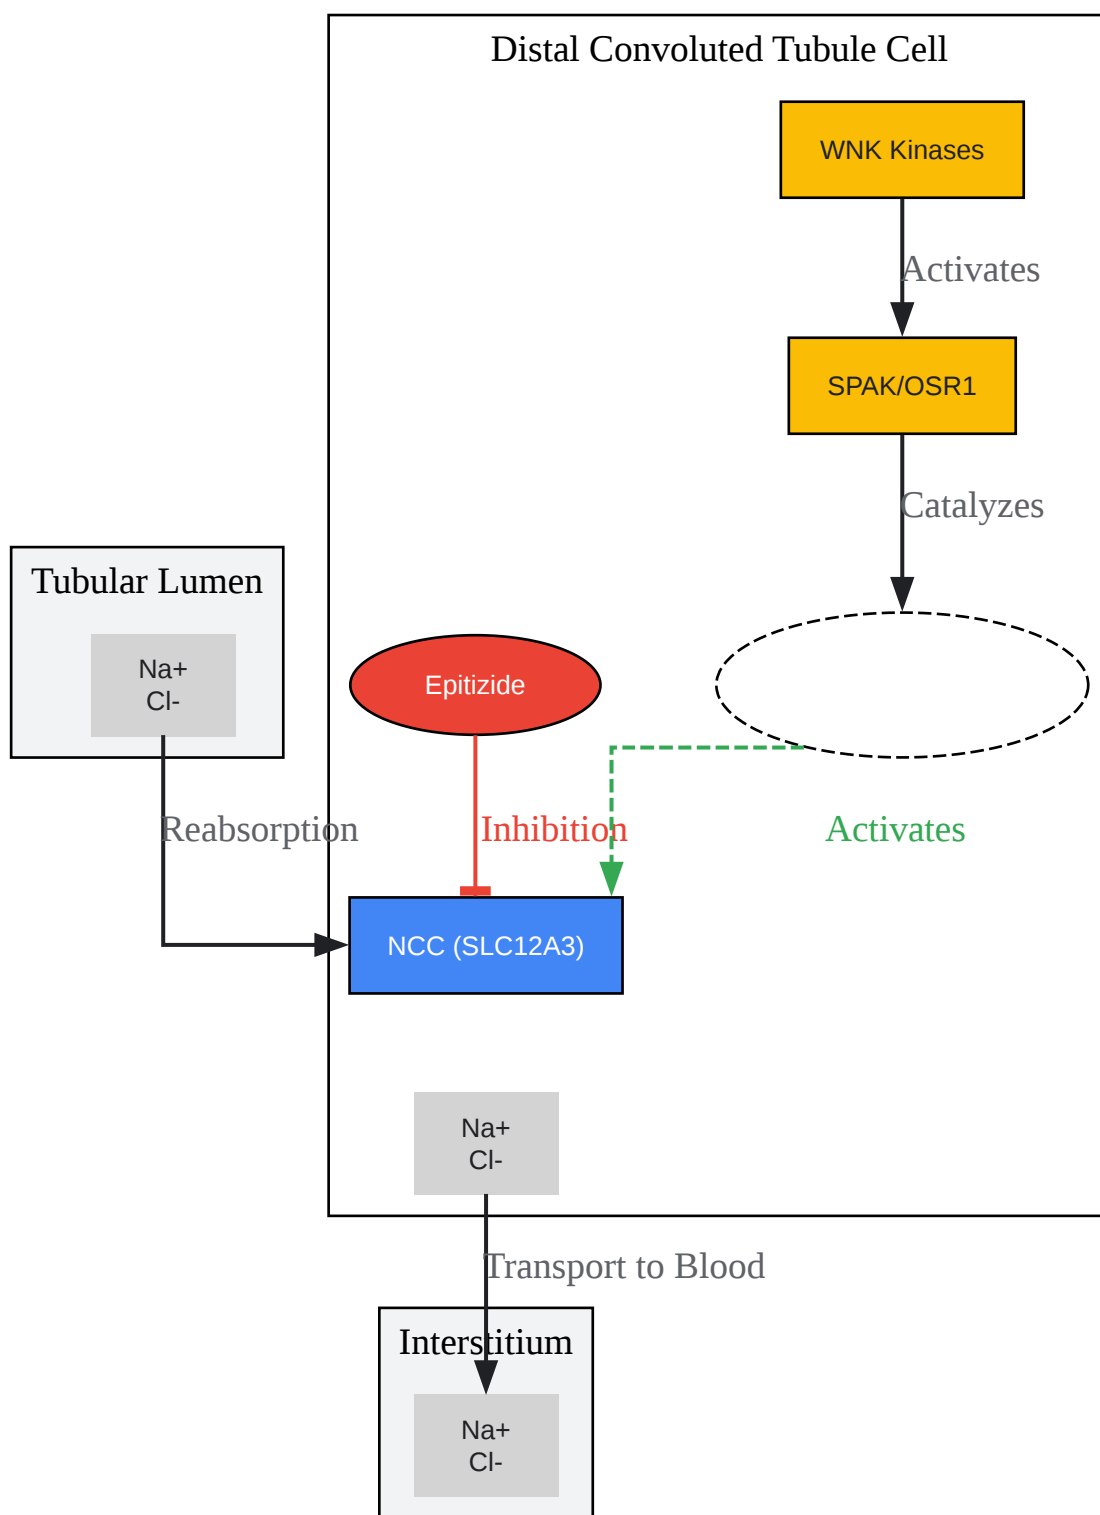 Distal Convoluted Tubule Cell
WNK Kinases
Activates
SPAK/OSR1
Catalyzes
Tubular Lumen
Na+
Cl-
Epitizide
Reabsorption
Inhibition
Activates
NCC (SLC12A3)
Na+
Cl-
Transport to Blood
Interstitium
Na+
Cl-